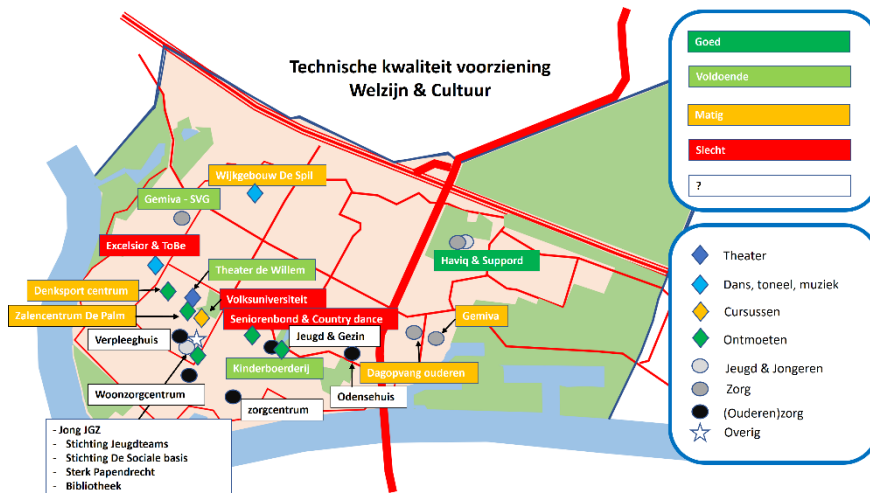 Technische kwaliteit voorziening
Welzijn & Cultuur
Goed
Voldoende
Matig
Slecht
?
Wijkgebouw De Spil
Gemiva - SVG
Excelsior & ToBe
Haviq & Suppord
Theater de Willem
Denksport centrum
Volksuniversiteit
Zalencentrum De Palm
Seniorenbond & Country dance
Gemiva
Verpleeghuis
Jeugd & Gezin
Kinderboerderij
Dagopvang ouderen
Woonzorgcentrum
Odensehuis
zorgcentrum
- Jong JGZ
- Stichting Jeugdteams
- Stichting De Sociale basis
- Sterk Papendrecht
- Bibliotheek
Theater
Dans, toneel, muziek
Cursussen
Ontmoeten
Jeugd & Jongeren
Zorg
(Ouderen)zorg
Overig